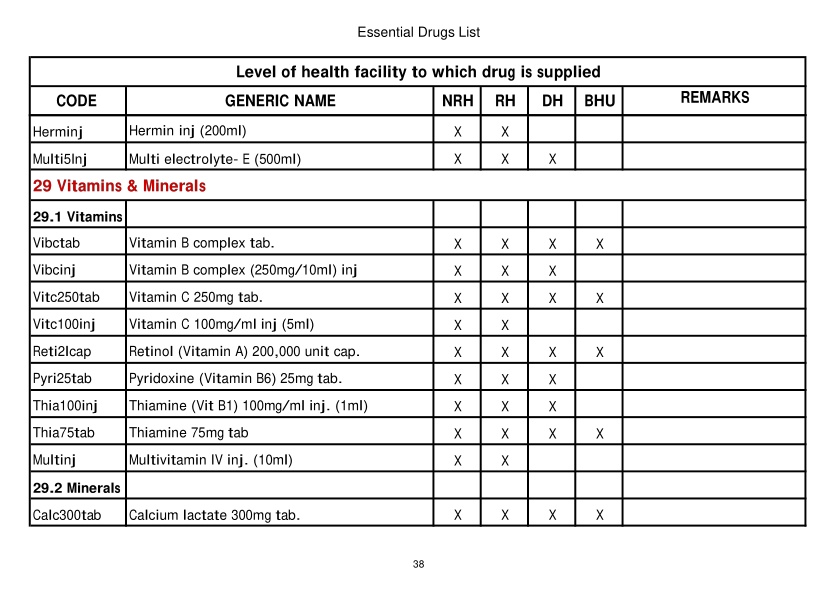 Essential Drugs List
Level of health facility to which drug is supplied
CODE GENERIC NAME NRH RH DH BHU REMARKS
Herminj Hermin inj (200ml) X X
Multi5Inj Multi electrolyte- E (500ml) X X X
29 Vitamins & Minerals
29.1 Vitamins
Vibctab Vitamin B complex tab. X X X X
Vibcinj Vitamin B complex (250mg/10ml) inj X X X
Vitc250tab Vitamin C 250mg tab. X X X X
Vitc100inj Vitamin C 100mg/ml inj (5ml) X X
Reti2lcap Retinol (Vitamin A) 200,000 unit cap. X X X X
Pyri25tab Pyridoxine (Vitamin B6) 25mg tab. X X X
Thia100inj Thiamine (Vit B1) 100mg/ml inj. (1ml) X X X
Thia75tab Thiamine 75mg tab X X X X
Multinj Multivitamin IV inj. (10ml) X X
29.2 Minerals
Calc300tab Calcium lactate 300mg tab. X X X X
38